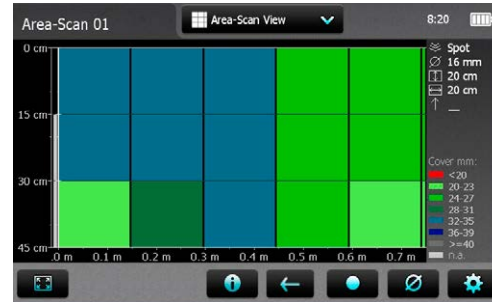 Area-Scan 01
Area-Scan View
8:20
0 cm
15 cm
30 cm
45 cm
.0 m 0.1 m 0.2 m 0.3 m 0.4 m 0.5 m 0.6 m 0.7 m
Spot
16 mm
20 cm
20 cm
Cover mm:
<20
20-23
24-27
28-31
32-35
36-39
>=40
n.a.